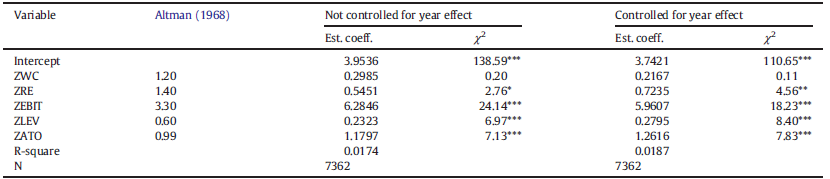 Variable Altman (1968) Not controlled for year effect Controlled for year effect
Est. coeff. χ² Est. coeff. χ²
Intercept 3.9536 138.59*** 3.7421 110.65***
ZWC 1.20 0.2985 0.20 0.2167 0.11
ZRE 1.40 0.5451 2.76* 0.7235 4.56**
ZEBIT 3.30 6.2846 24.14*** 5.9607 18.23***
ZLEV 0.60 0.2323 6.97*** 0.2795 8.40***
ZATO 0.99 1.1797 7.13*** 1.2616 7.83***
R-square 0.0174 0.0187
N 7362 7362